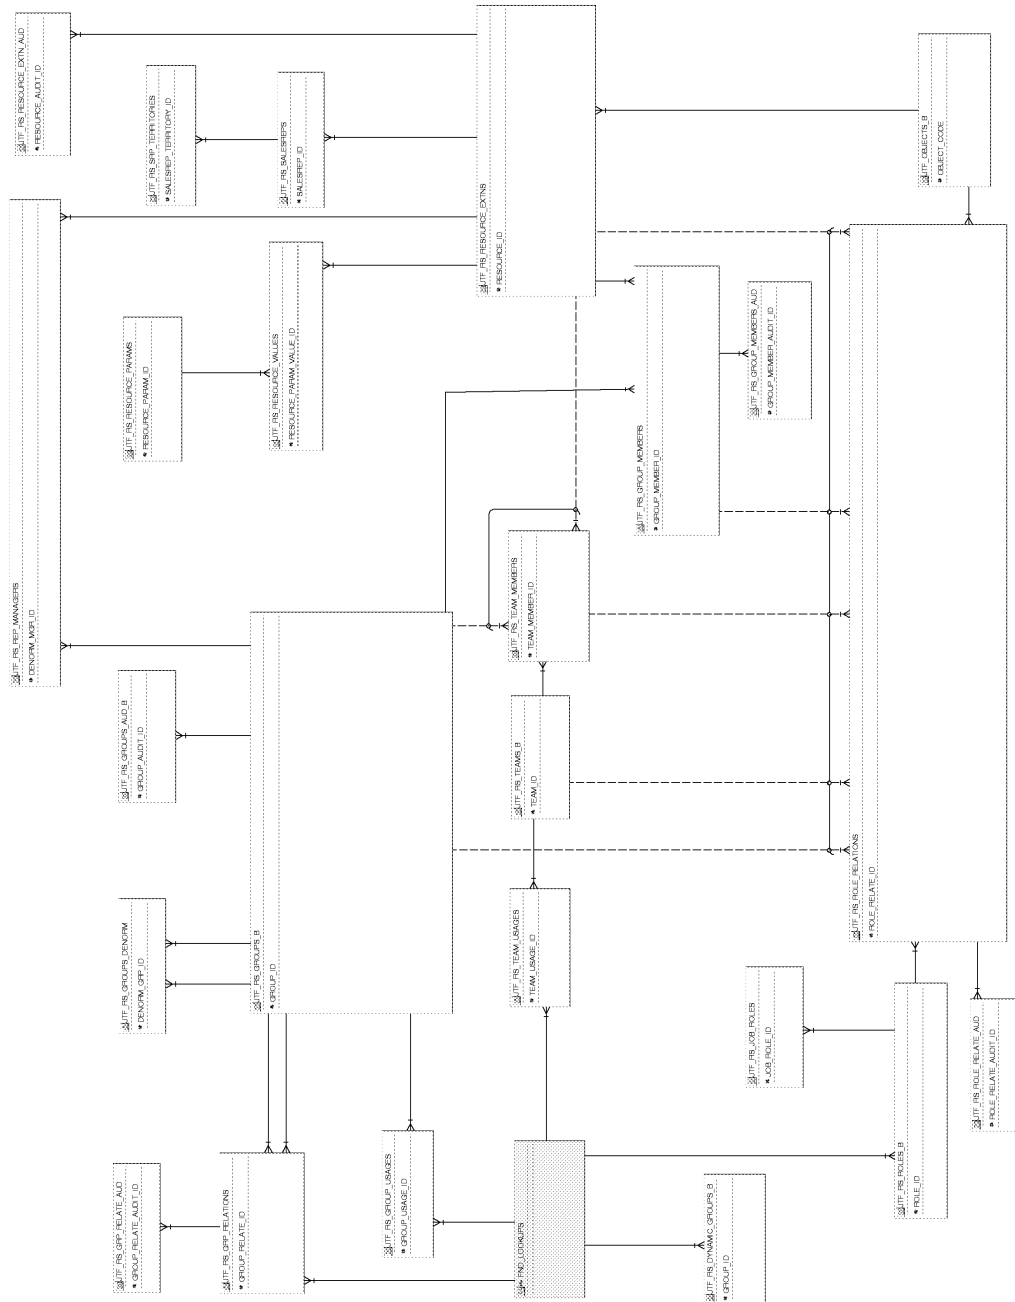 JTF_RS_REP_MANAGERS
DENORM_MGR_ID
JTF_RS_RESOURCE_EXTN_AUD
RESOURCE_AUDIT_ID
JTF_RS_GRP_RELATE_AUD
GROUP_RELATE_AUDIT_ID
JTF_RS_GROUPS_DENORM
DENORM_GRP_ID
JTF_RS_GROUPS_AUD_B
GROUP_AUDIT_ID
JTF_RS_RESOURCE_PARAMS
RESOURCE_PARAM_ID
JTF_RS_SRP_TERRITORIES
SALESREP_TERRITORY_ID
JTF_RS_GRP_RELATIONS
GROUP_RELATE_ID
JTF_RS_GROUPS_B
GROUP_ID
JTF_RS_RESOURCE_VALUES
RESOURCE_PARAM_VALUE_ID
JTF_RS_SALESREPS
SALESREP_ID
JTF_RS_GROUP_USAGES
GROUP_USAGE_ID
JTF_RS_RESOURCE_EXTNS
RESOURCE_ID
FND_LOOKUPS
JTF_RS_TEAM_USAGES
TEAM_USAGE_ID
JTF_RS_TEAMS_B
TEAM_ID
JTF_RS_TEAM_MEMBERS
TEAM_MEMBER_ID
JTF_RS_GROUP_MEMBERS
GROUP_MEMBER_ID
JTF_RS_DYNAMIC_GROUPS_B
GROUP_ID
JTF_RS_JOB_ROLES
JOB_ROLE_ID
JTF_RS_GROUP_MEMBERS_AUD
GROUP_MEMBER_AUDIT_ID
JTF_RS_ROLE_RELATIONS
ROLE_RELATE_ID
JTF_RS_ROLES_B
ROLE_ID
JTF_OBJECTS_B
OBJECT_CODE
JTF_RS_ROLE_RELATE_AUD
ROLE_RELATE_AUDIT_ID